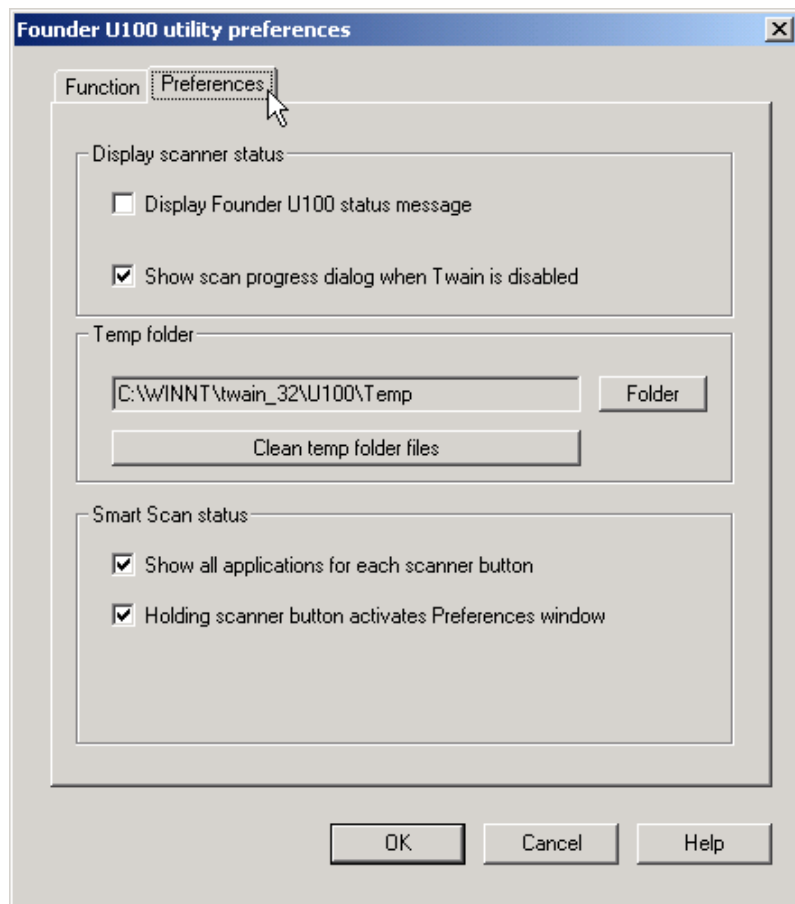 Founder U100 utility preferences
Function Preferences
Display scanner status
Display Founder U100 status message
Show scan progress dialog when Twain is disabled
Temp folder
C:\WINNT\twain_32\U100\Temp Folder
Clean temp folder files
Smart Scan status
Show all applications for each scanner button
Holding scanner button activates Preferences window
OK Cancel Help